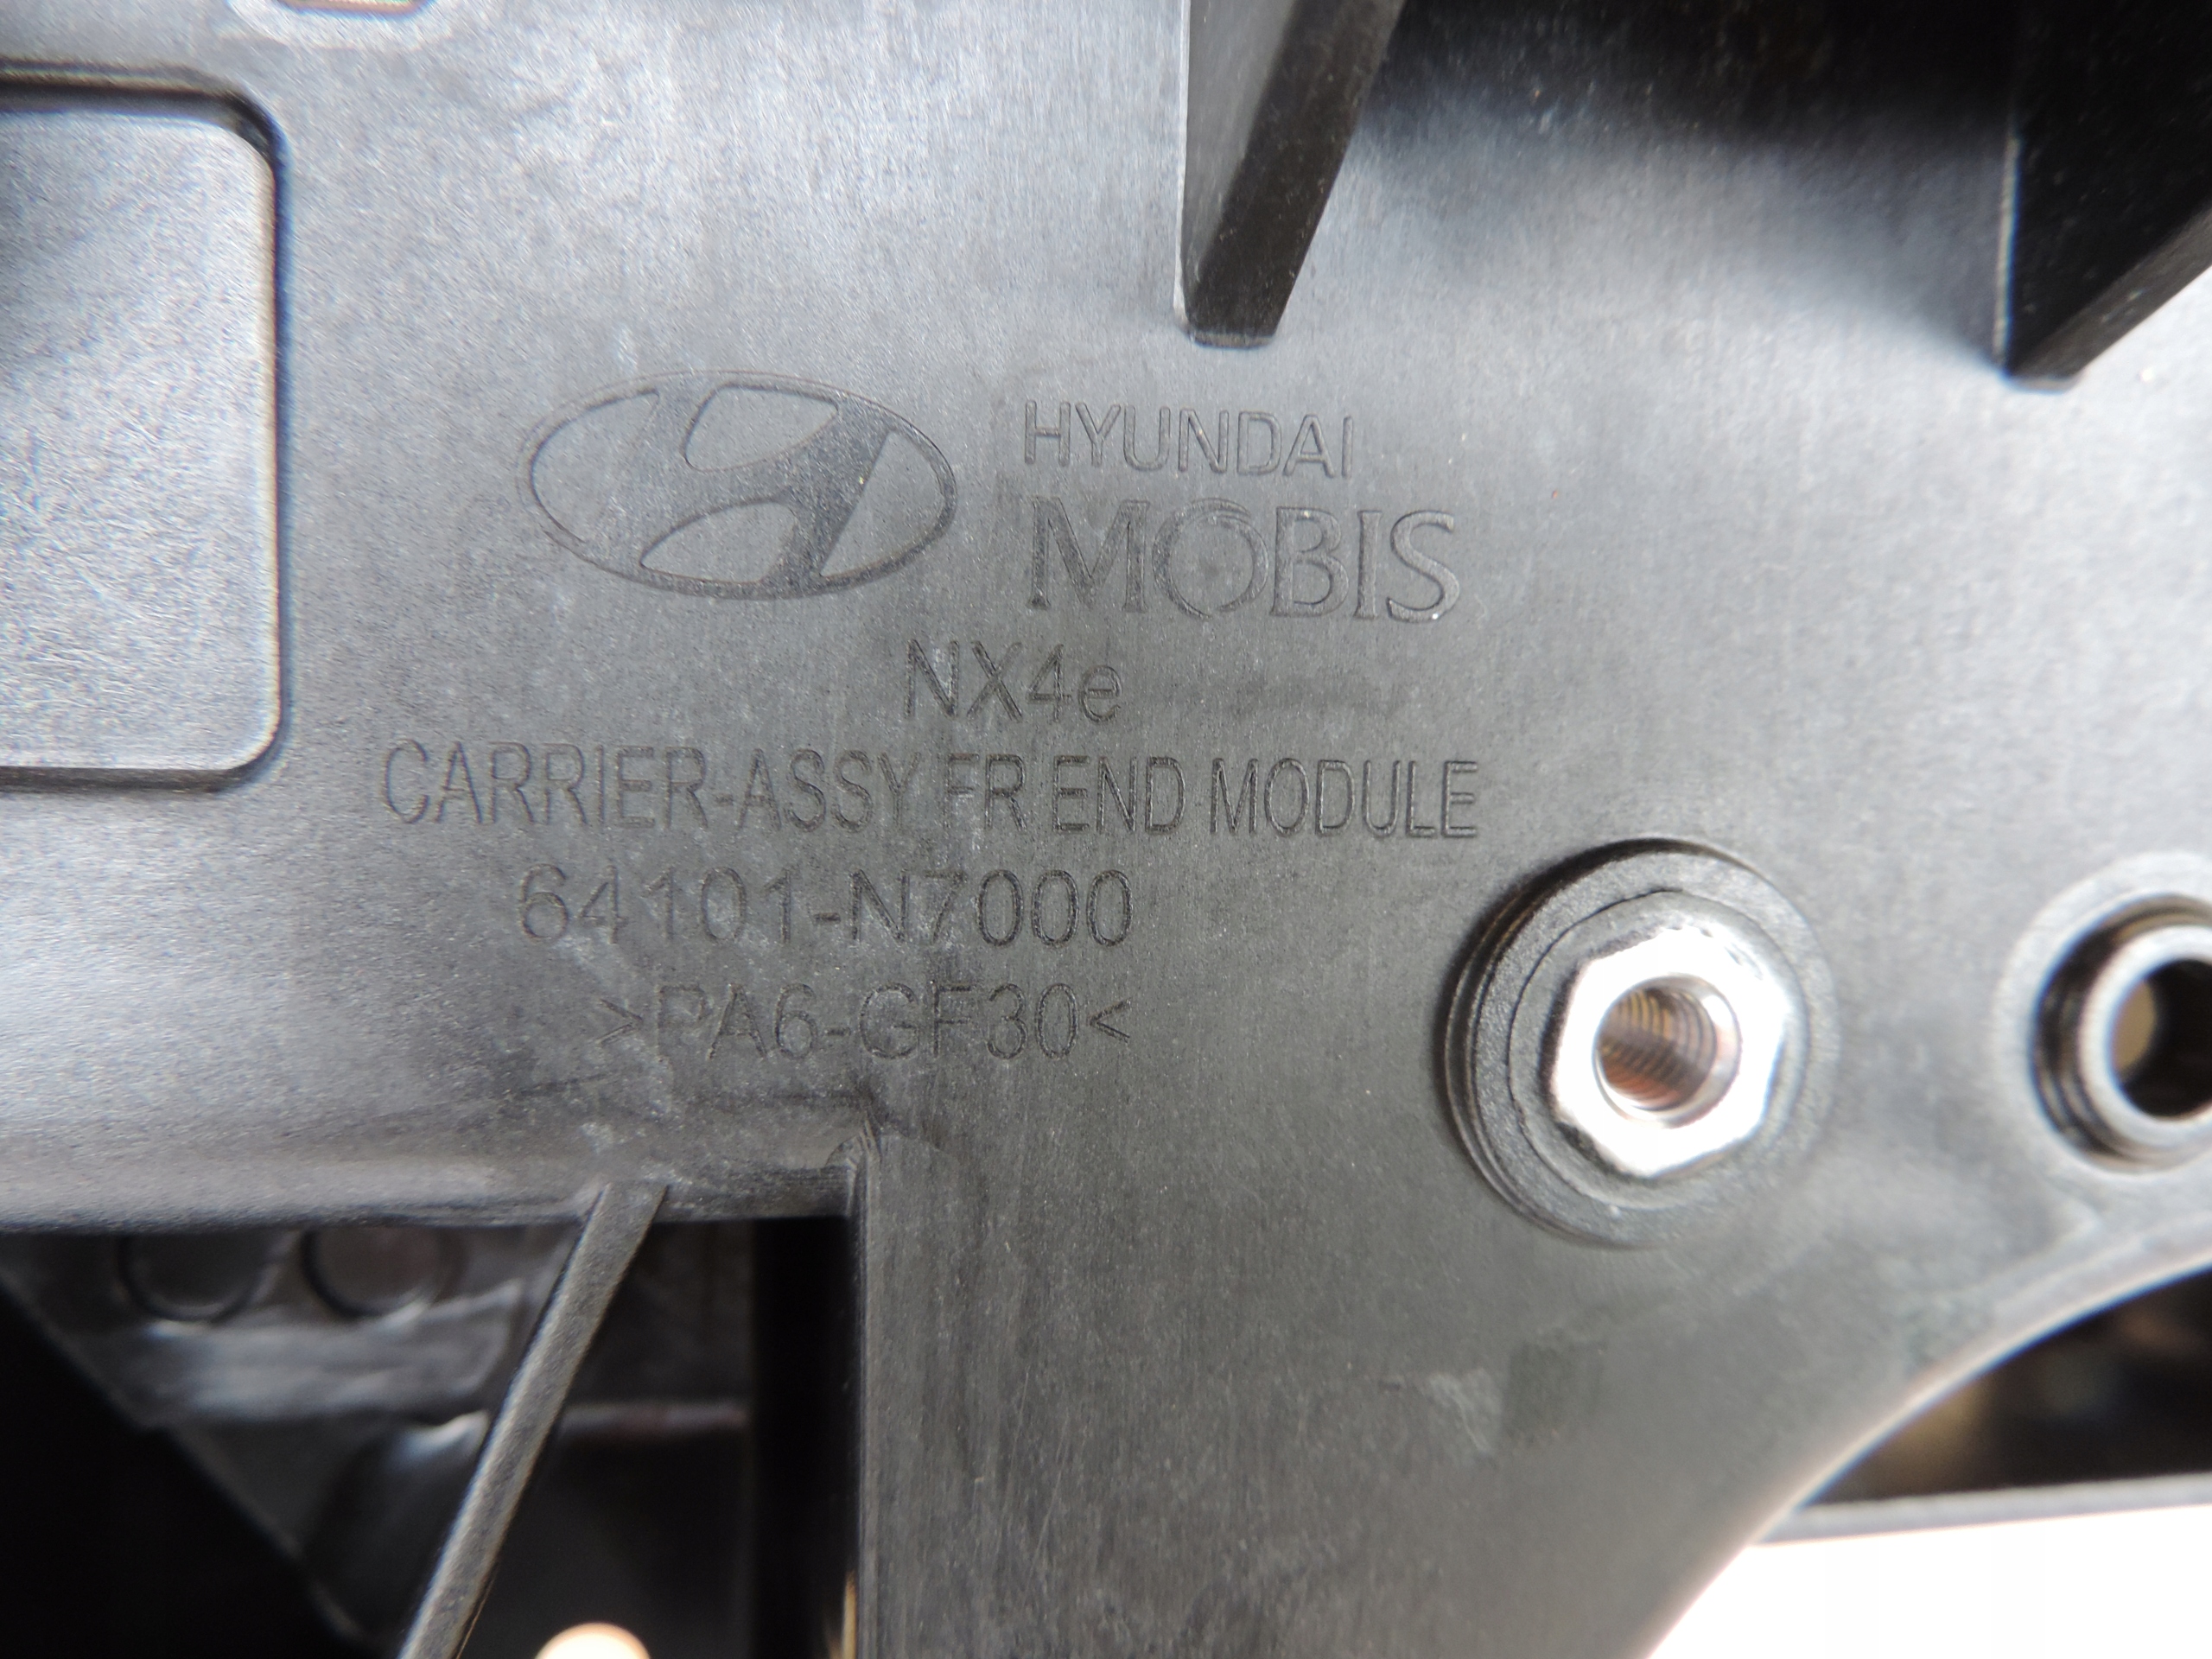 HYUNDAI
MOBIS
NX4e
CARRIER-ASSY FR END MODULE
64101-N7000
>PA6-GF30<